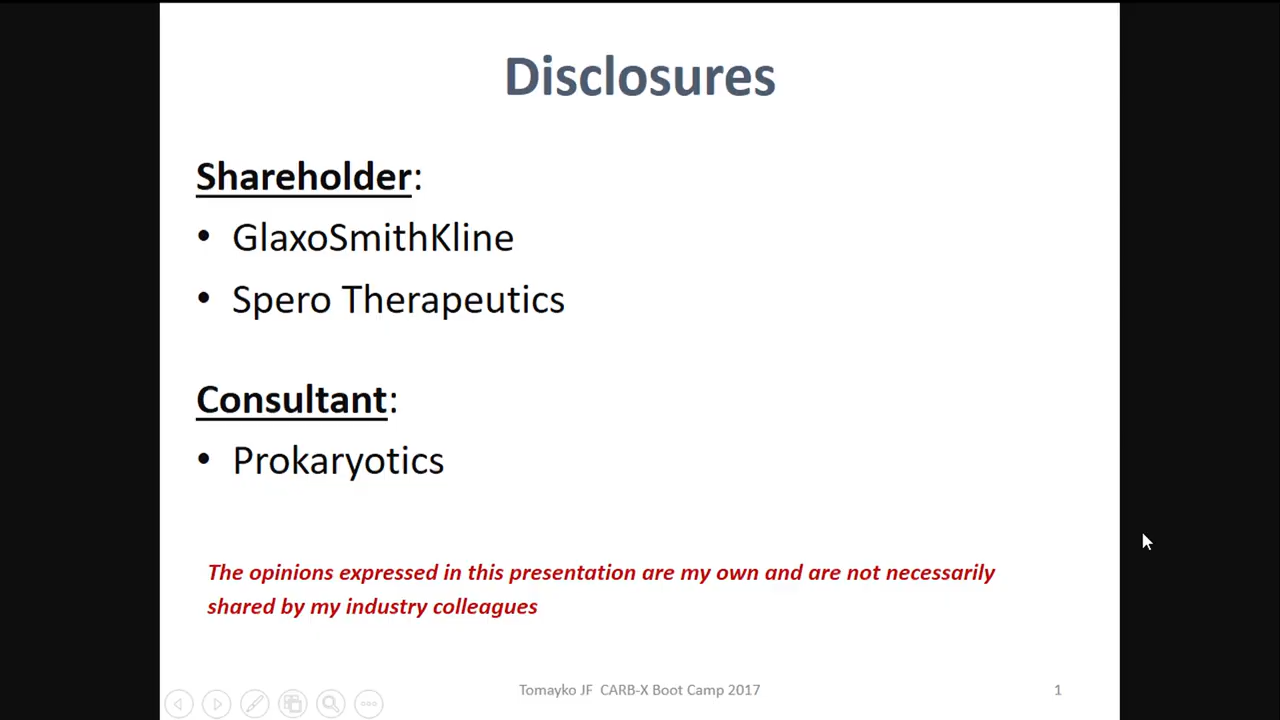 Disclosures
Shareholder:
• GlaxoSmithKline
• Spero Therapeutics
Consultant:
• Prokaryotics
The opinions expressed in this presentation are my own and are not necessarily
shared by my industry colleagues
Tomayko JF  CARB-X Boot Camp 2017
1